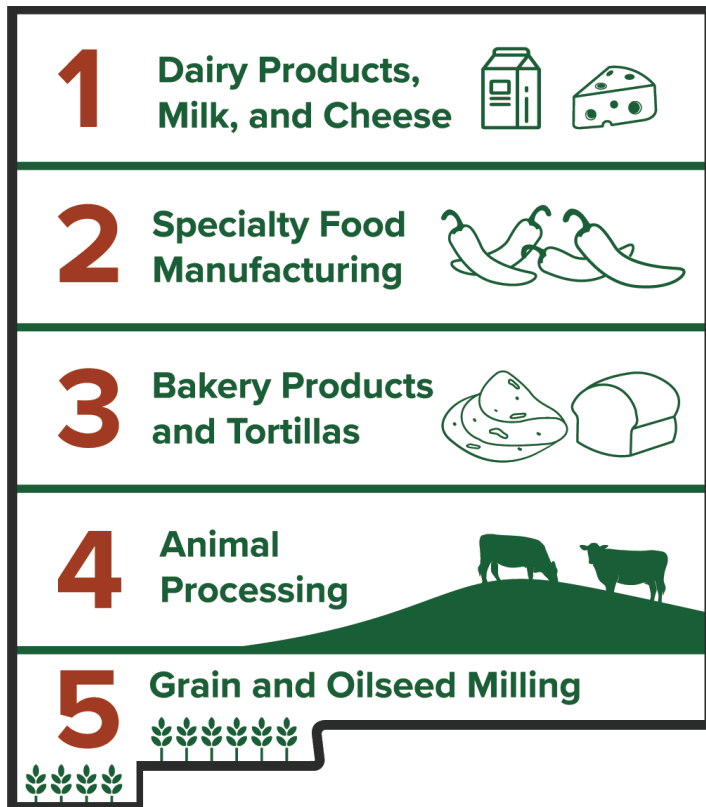 1
Dairy Products,
Milk, and Cheese
2
Specialty Food
Manufacturing
3
Bakery Products
and Tortillas
4
Animal
Processing
5
Grain and Oilseed Milling